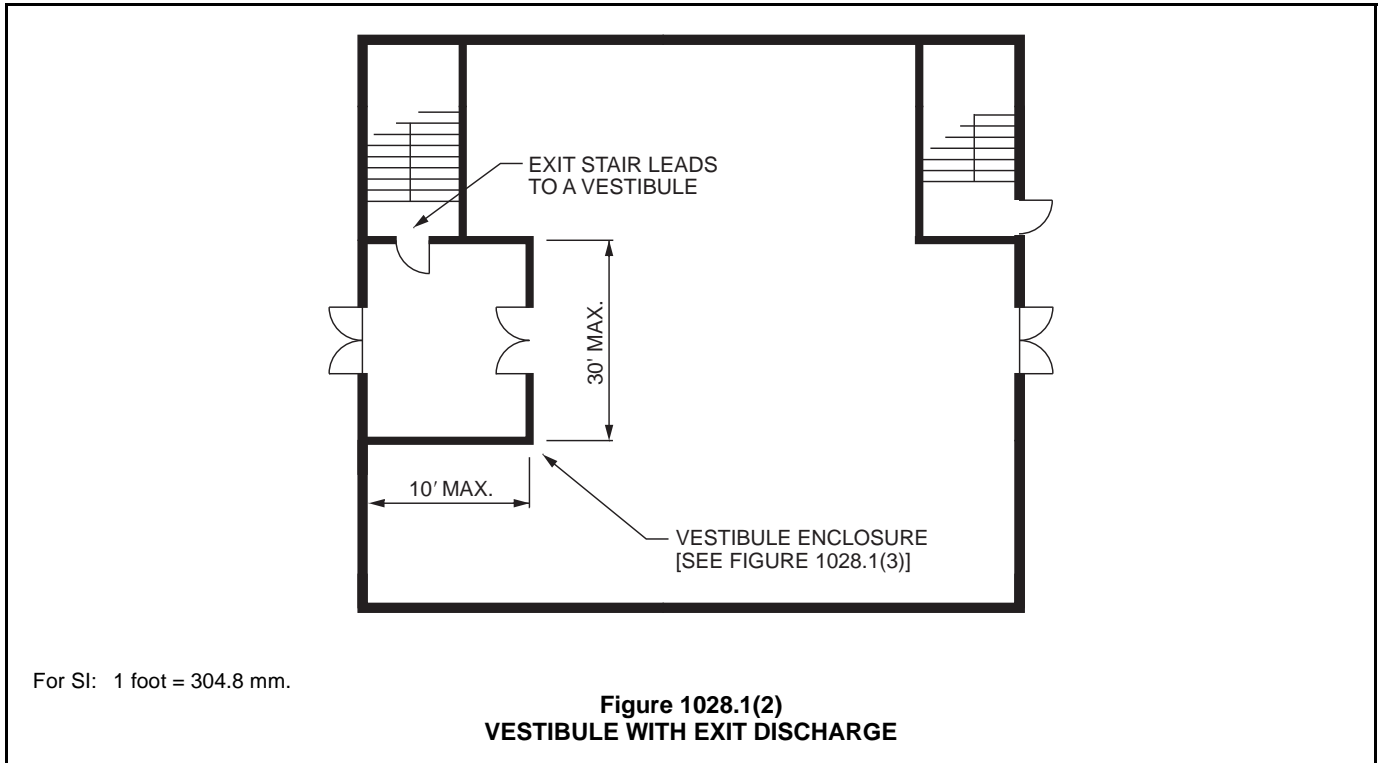 EXIT STAIR LEADS
TO A VESTIBULE
30' MAX.
10' MAX.
VESTIBULE ENCLOSURE
[SEE FIGURE 1028.1(3)]
For SI: 1 foot = 304.8 mm.
Figure 1028.1(2)
VESTIBULE WITH EXIT DISCHARGE